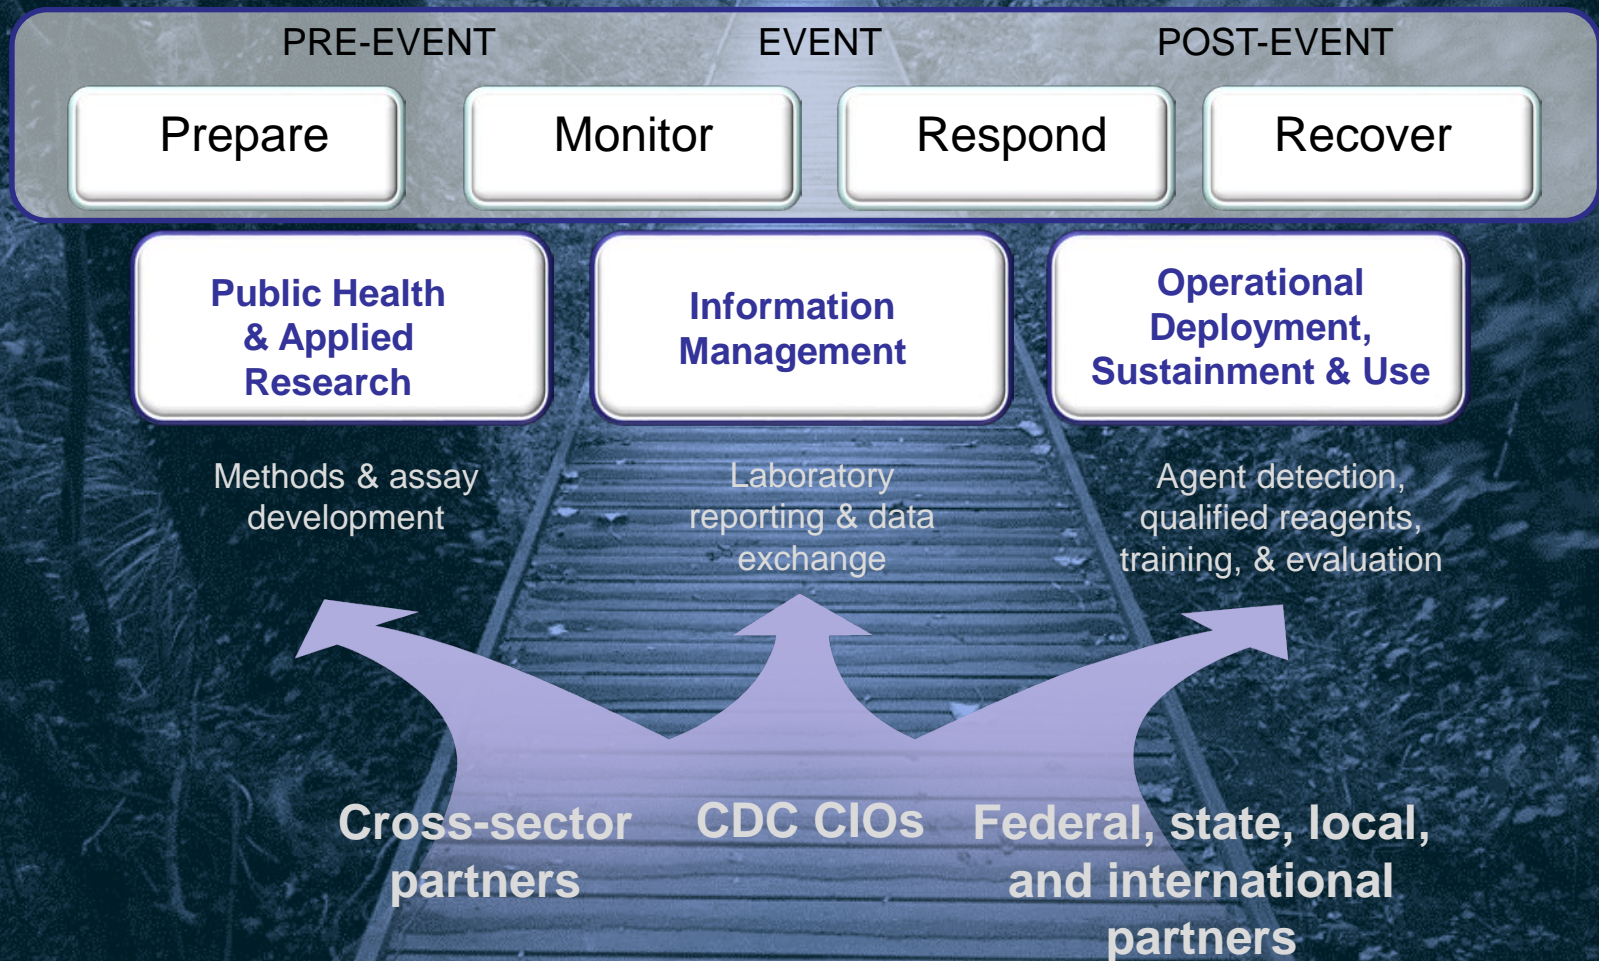 PRE-EVENT EVENT POST-EVENT
Prepare Monitor Respond Recover
Public Health
& Applied
Research
Information
Management
Operational
Deployment,
Sustainment & Use
Methods & assay
development
Laboratory
reporting & data
exchange
Agent detection,
qualified reagents,
training, & evaluation
Cross-sector
partners
CDC CIOs
Federal, state, local,
and international
partners